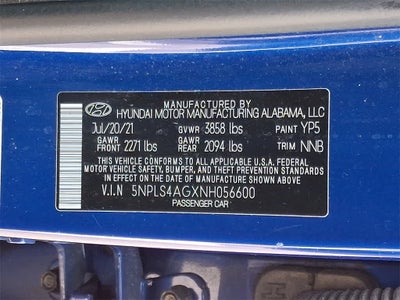 MANUFACTURED BY
HYUNDAI MOTOR MANUFACTURING ALABAMA, LLC
Jul/20/21 GVWR 3858 lbs PAINT YP5
GAWR FRONT 2271 lbs GAWR REAR 2094 lbs TRIM NNB
THIS VEHICLE CONFORMS TO ALL APPLICABLE U.S.A. FEDERAL
MOTOR VEHICLE SAFETY, BUMPER, AND THEFT PREVENTION STANDARDS
IN EFFECT ON THE DATE OF MANUFACTURE SHOWN ABOVE.
V.I.N 5NPLS4AGXNH056600
PASSENGER CAR